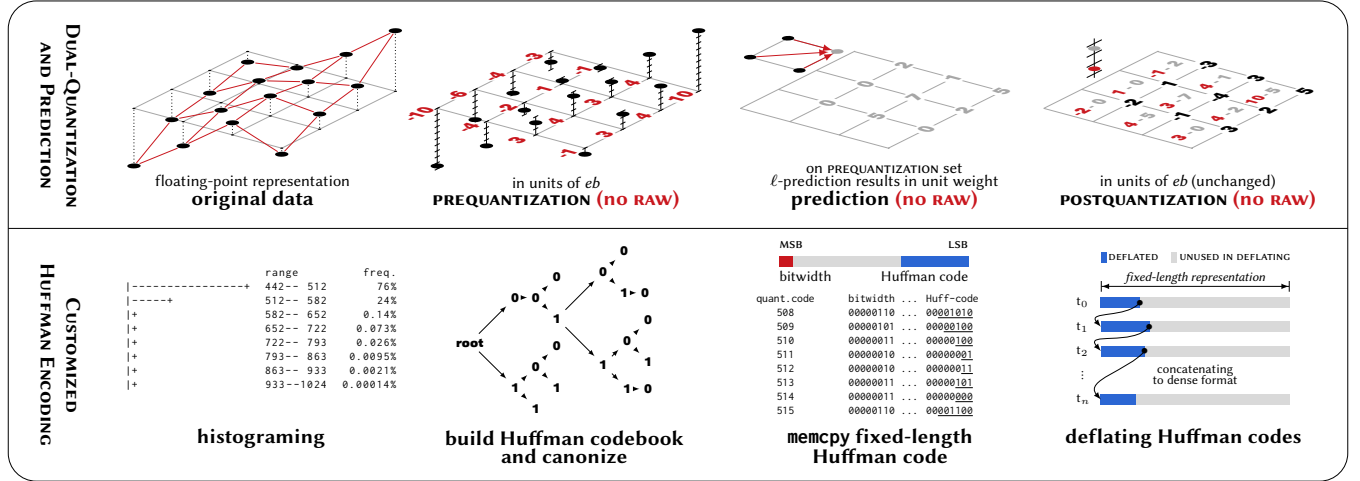 DUAL-QUANTIZATION
AND PREDICTION
floating-point representation
original data
in units of eb
PREQUANTIZATION (no RAW)
on PREQUANTIZATION set
ℓ-prediction results in unit weight
prediction (no RAW)
in units of eb (unchanged)
POSTQUANTIZATION (no RAW)
CUSTOMIZED
HUFFMAN ENCODING
range freq.
|-----------------+ 442-- 512 76%
|-----+ 512-- 582 24%
|+ 582-- 652 0.14%
|+ 652-- 722 0.073%
|+ 722-- 793 0.026%
|+ 793-- 863 0.0095%
|+ 863-- 933 0.0021%
|+ 933--1024 0.00014%
histograming
root
build Huffman codebook
and canonize
MSB LSB
bitwidth Huffman code
quant.code bitwidth ... Huff-code
508 00000110 ... 00001010
509 00000101 ... 00000100
510 00000011 ... 00000100
511 00000010 ... 00000001
512 00000010 ... 00000011
513 00000011 ... 00000101
514 00000011 ... 00000000
515 00000110 ... 00001100
memcpy fixed-length
Huffman code
DEFLATED UNUSED IN DEFLATING
fixed-length representation
t0
t1
t2
⋮
tn
concatenating
to dense format
deflating Huffman codes